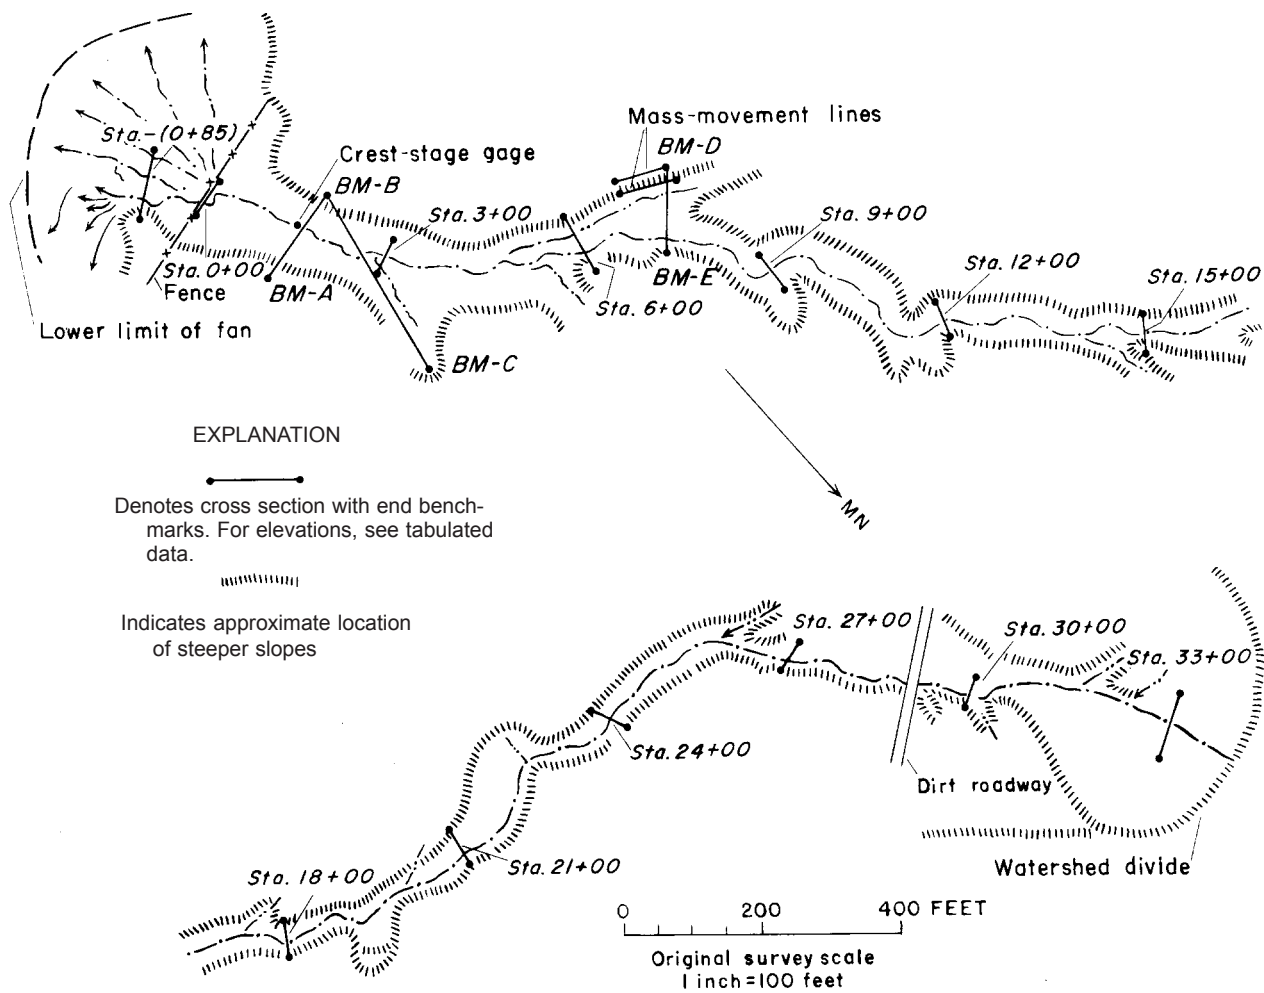 Mass-movement lines
Sta.-(0+85)
Crest-stage gage
BM-D
BM-B
Sta. 3+00
Sta. 9+00
Sta. 12+00
Sta. 15+00
Sta. 0+00
Fence
BM-A
BM-E
Sta. 6+00
Lower limit of fan
BM-C
EXPLANATION
Denotes cross section with end bench-
marks. For elevations, see tabulated
data.
Indicates approximate location
of steeper slopes
MN
Sta. 27+00
Sta. 30+00
Sta. 33+00
Sta. 24+00
Dirt roadway
Watershed divide
Sta. 21+00
Sta. 18+00
0 200 400 FEET
Original survey scale
1 inch=100 feet